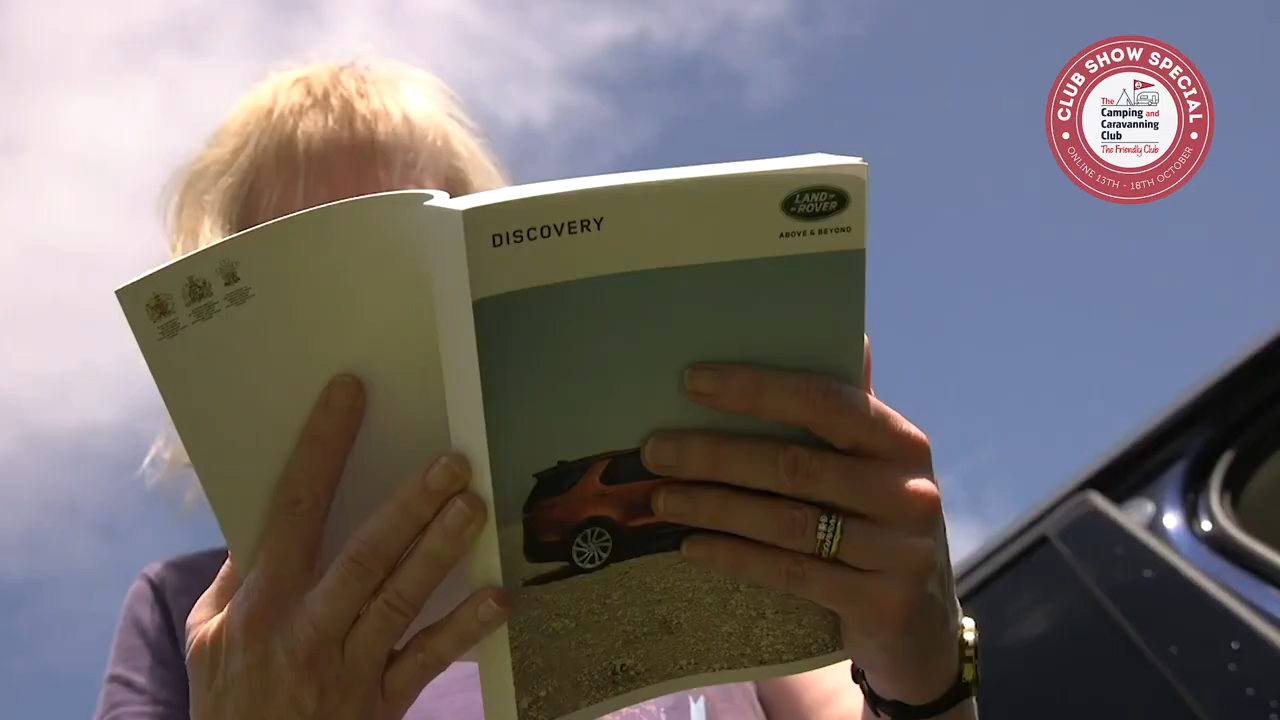 DISCOVERY
LAND ROVER
ABOVE & BEYOND
CLUB SHOW SPECIAL
The
Camping and
Caravanning
Club
The Friendly Club
ONLINE 13TH - 18TH OCTOBER